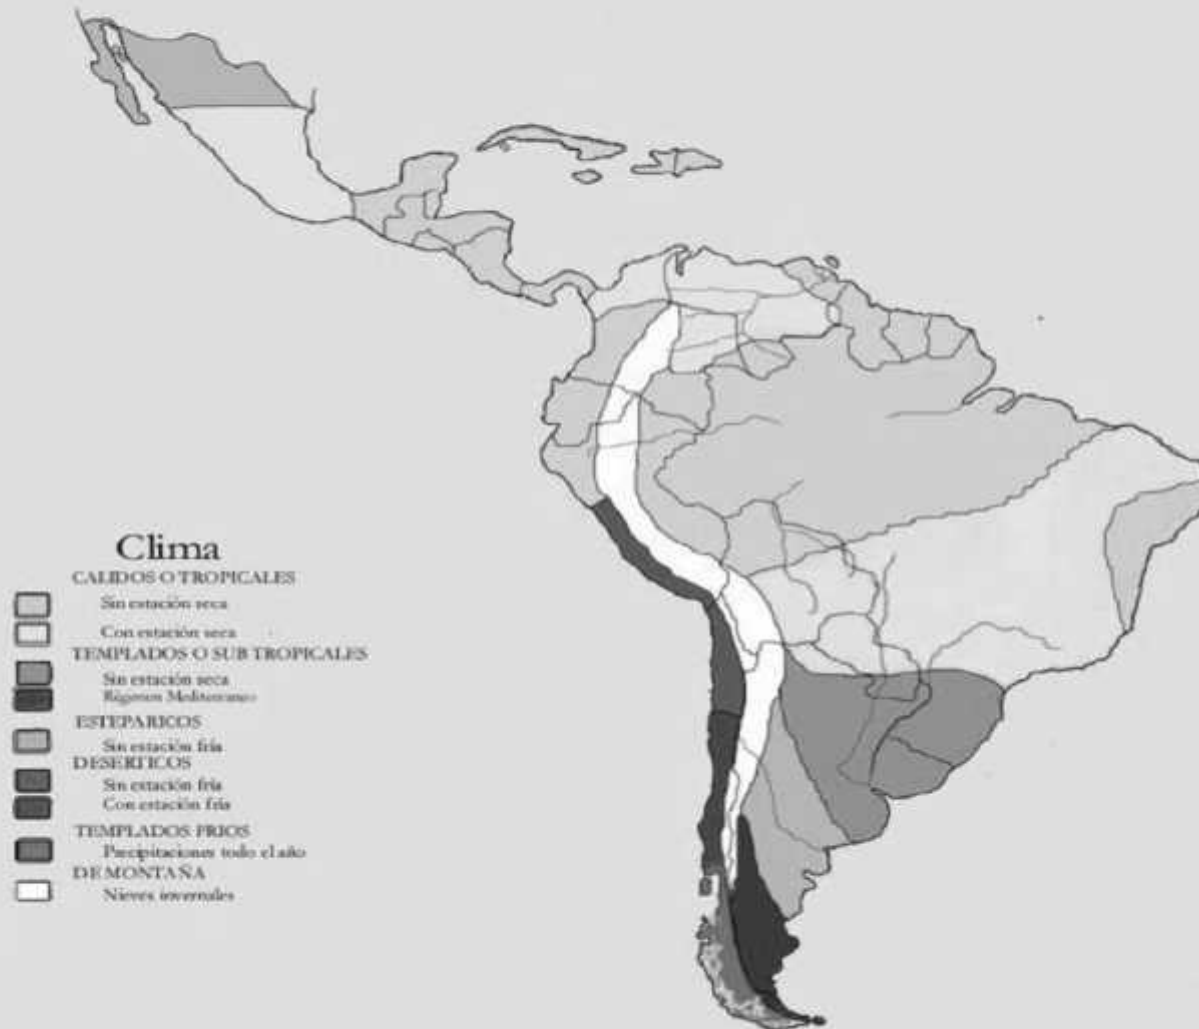 Clima
CALIDOS O TROPICALES
Sin estación seca
Con estación seca
TEMPLADOS O SUB TROPICALES
Sin estación seca
Régimen Mediterraneo
ESTEPARICOS
Sin estación fría
DESERTICOS
Sin estación fría
Con estación fría
TEMPLADOS FRIOS
Precipitaciones todo el año
DE MONTAÑA
Nieves invernales